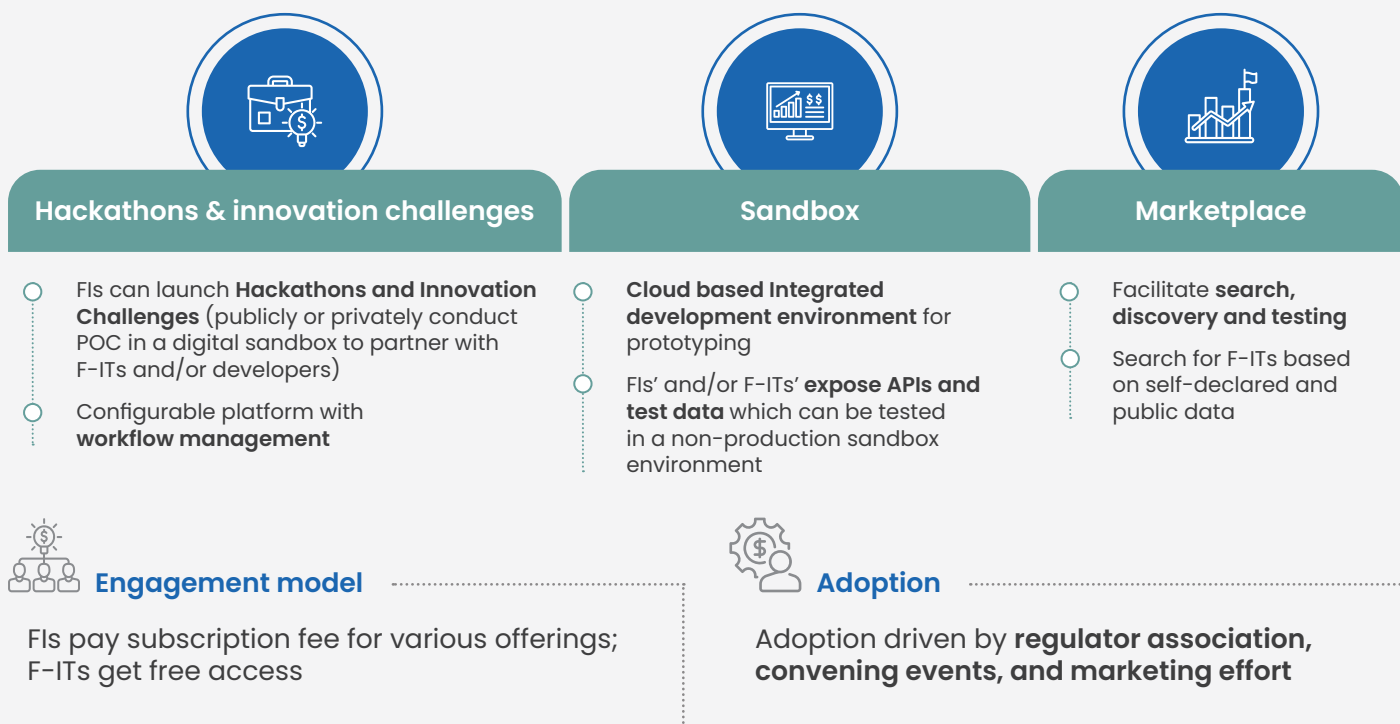 Hackathons & innovation challenges
FIs can launch Hackathons and Innovation
Challenges (publicly or privately conduct
POC in a digital sandbox to partner with
F-ITs and/or developers)
Configurable platform with
workflow management
Sandbox
Cloud based Integrated
development environment for
prototyping
FIs’ and/or F-ITs’ expose APIs and
test data which can be tested
in a non-production sandbox
environment
Marketplace
Facilitate search,
discovery and testing
Search for F-ITs based
on self-declared and
public data
Engagement model
FIs pay subscription fee for various offerings;
F-ITs get free access
Adoption
Adoption driven by regulator association,
convening events, and marketing effort